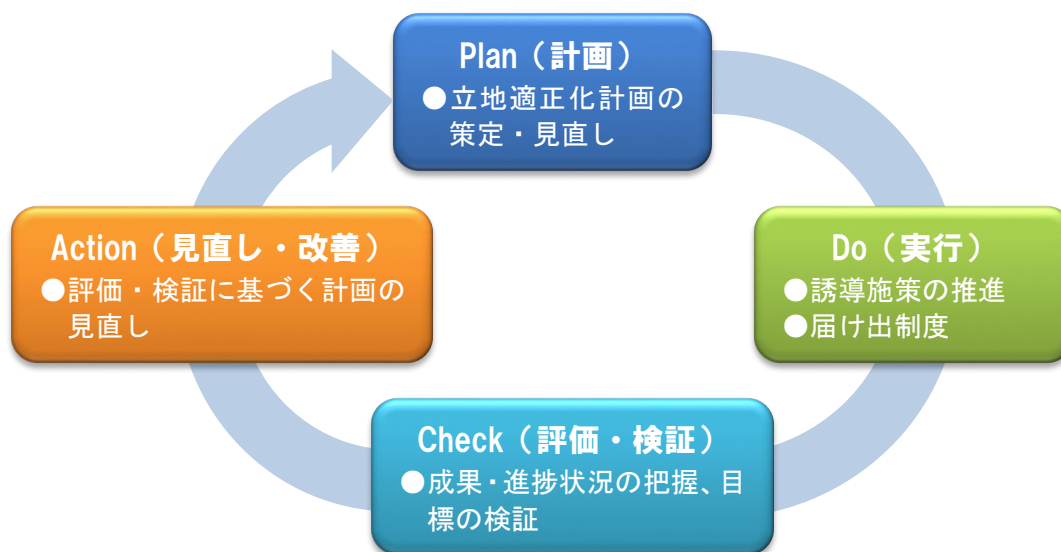 Plan（計画）
●立地適正化計画の
策定・見直し
Do（実行）
●誘導施策の推進
●届け出制度
Check（評価・検証）
●成果・進捗状況の把握、目
標の検証
Action（見直し・改善）
●評価・検証に基づく計画の
見直し